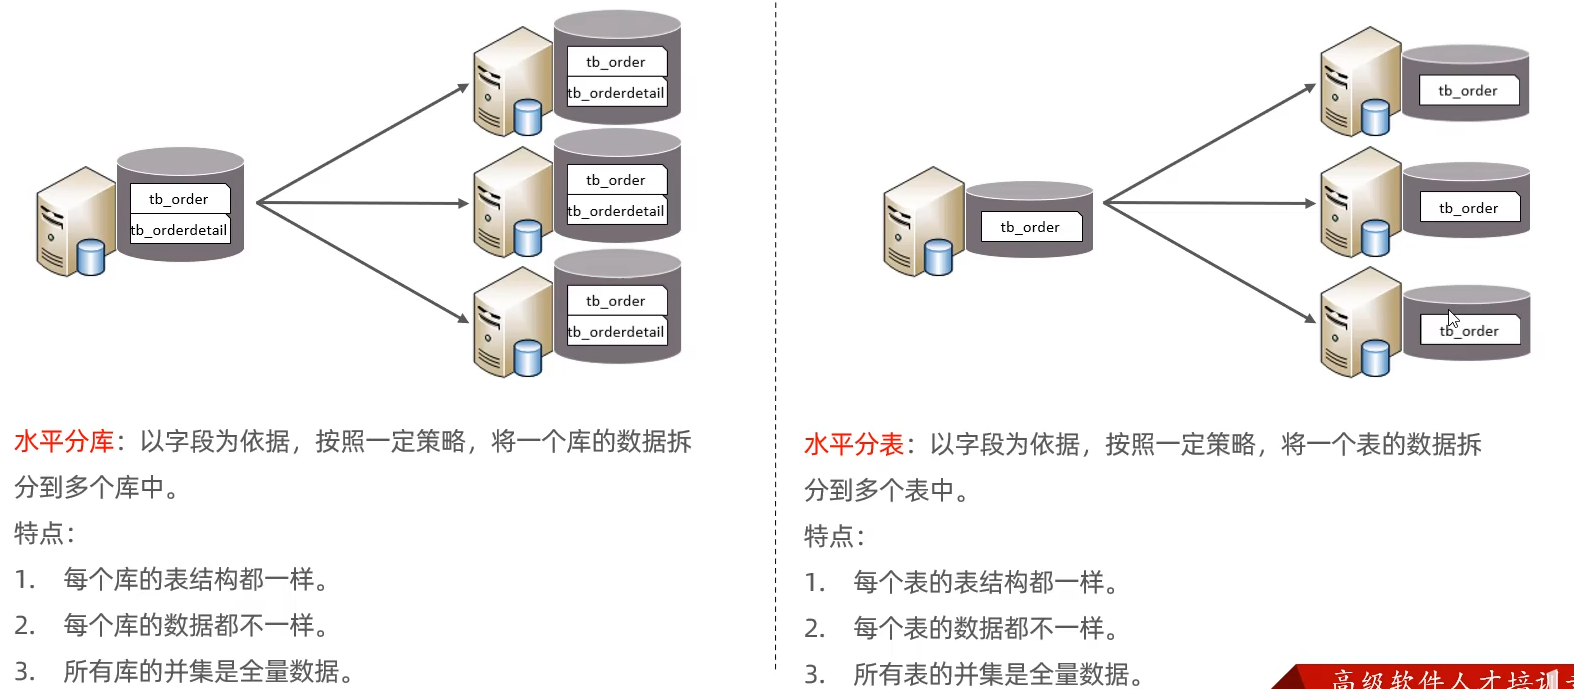 tb_order
tb_orderdetail
tb_order
tb_orderdetail
tb_order
tb_orderdetail
tb_order
tb_orderdetail
水平分库：以字段为依据，按照一定策略，将一个库的数据拆
分到多个库中。
特点：
1. 每个库的表结构都一样。
2. 每个库的数据都不一样。
3. 所有库的并集是全量数据。
tb_order
tb_order
tb_order
tb_order
水平分表：以字段为依据，按照一定策略，将一个表的数据拆
分到多个表中。
特点：
1. 每个表的表结构都一样。
2. 每个表的数据都不一样。
3. 所有表的并集是全量数据。
高级软件人才培训